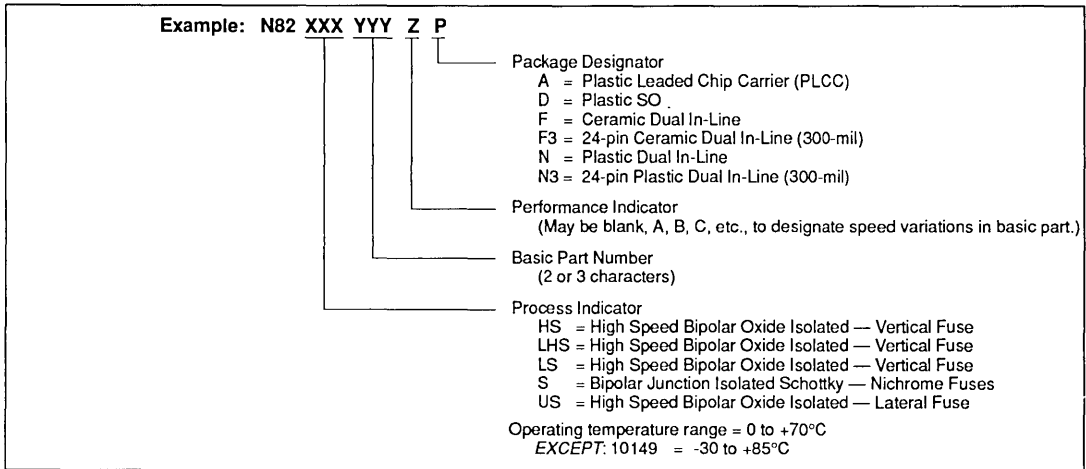 Example: N82 XXX YYY Z P
Package Designator
A = Plastic Leaded Chip Carrier (PLCC)
D = Plastic SO
F = Ceramic Dual In-Line
F3 = 24-pin Ceramic Dual In-Line (300-mil)
N = Plastic Dual In-Line
N3 = 24-pin Plastic Dual In-Line (300-mil)
Performance Indicator
(May be blank, A, B, C, etc., to designate speed variations in basic part.)
Basic Part Number
(2 or 3 characters)
Process Indicator
HS = High Speed Bipolar Oxide Isolated — Vertical Fuse
LHS = High Speed Bipolar Oxide Isolated — Vertical Fuse
LS = High Speed Bipolar Oxide Isolated — Vertical Fuse
S = Bipolar Junction Isolated Schottky — Nichrome Fuses
US = High Speed Bipolar Oxide Isolated — Lateral Fuse
Operating temperature range = 0 to +70°C
EXCEPT: 10149 = -30 to +85°C